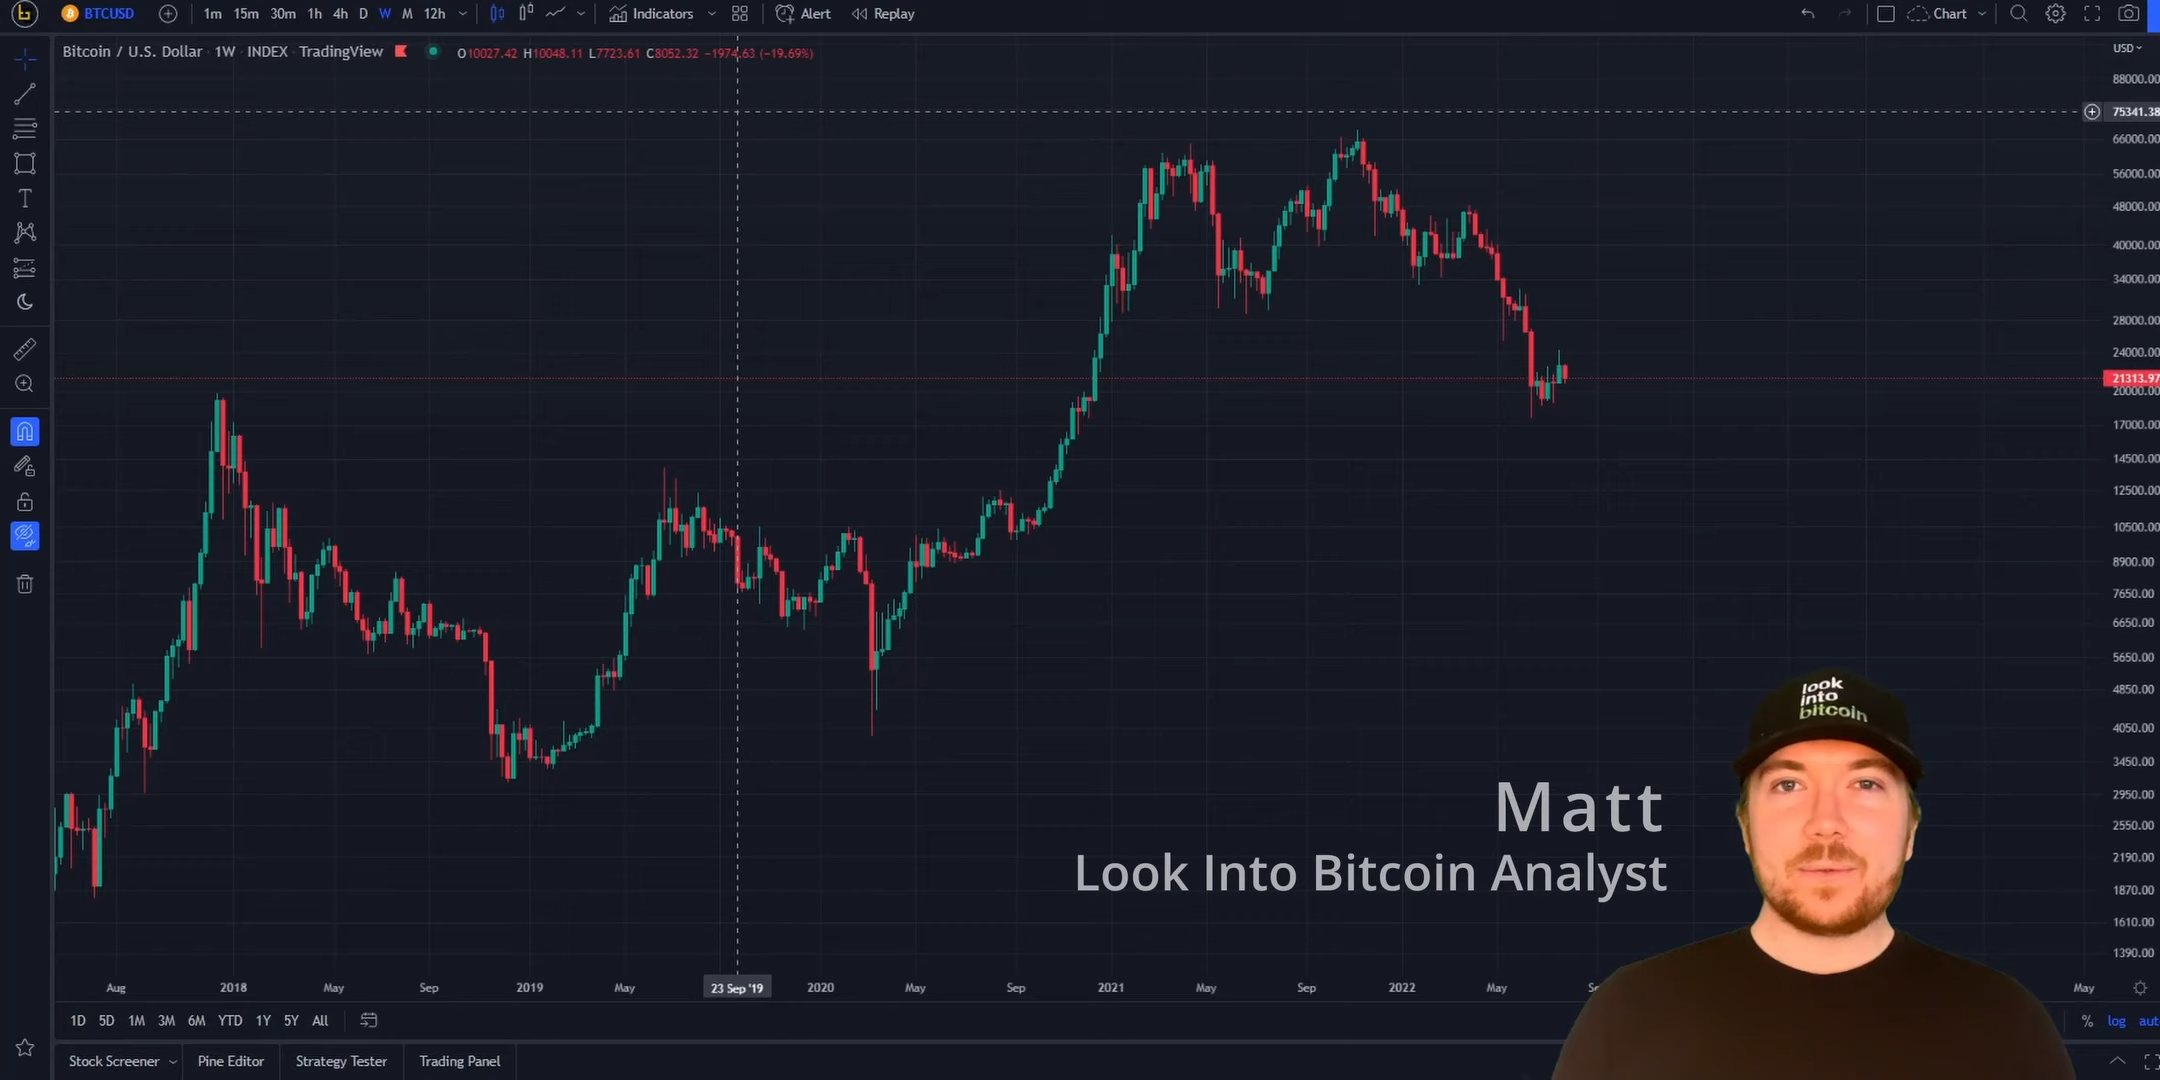 BTCUSD 1m 15m 30m 1h 4h D W M 12h Indicators Alert Replay Chart
Bitcoin / U.S. Dollar · 1W · INDEX · TradingView O10027.42 H10048.11 L7723.61 C8052.32 −1974.63 (−19.69%)
USD
88000.00
75341.38
66000.00
56000.00
48000.00
40000.00
34000.00
28000.00
24000.00
21313.97
20000.00
17000.00
14500.00
12500.00
10500.00
8900.00
7650.00
6650.00
5650.00
4850.00
4050.00
3450.00
2950.00
2550.00
2190.00
1870.00
1610.00
1390.00
look
into
bitcoin
Matt
Look Into Bitcoin Analyst
Aug 2018 May Sep 2019 May 23 Sep '19 2020 May Sep 2021 May Sep 2022 May May
1D 5D 1M 3M 6M YTD 1Y 5Y All % log
Stock Screener Pine Editor Strategy Tester Trading Panel